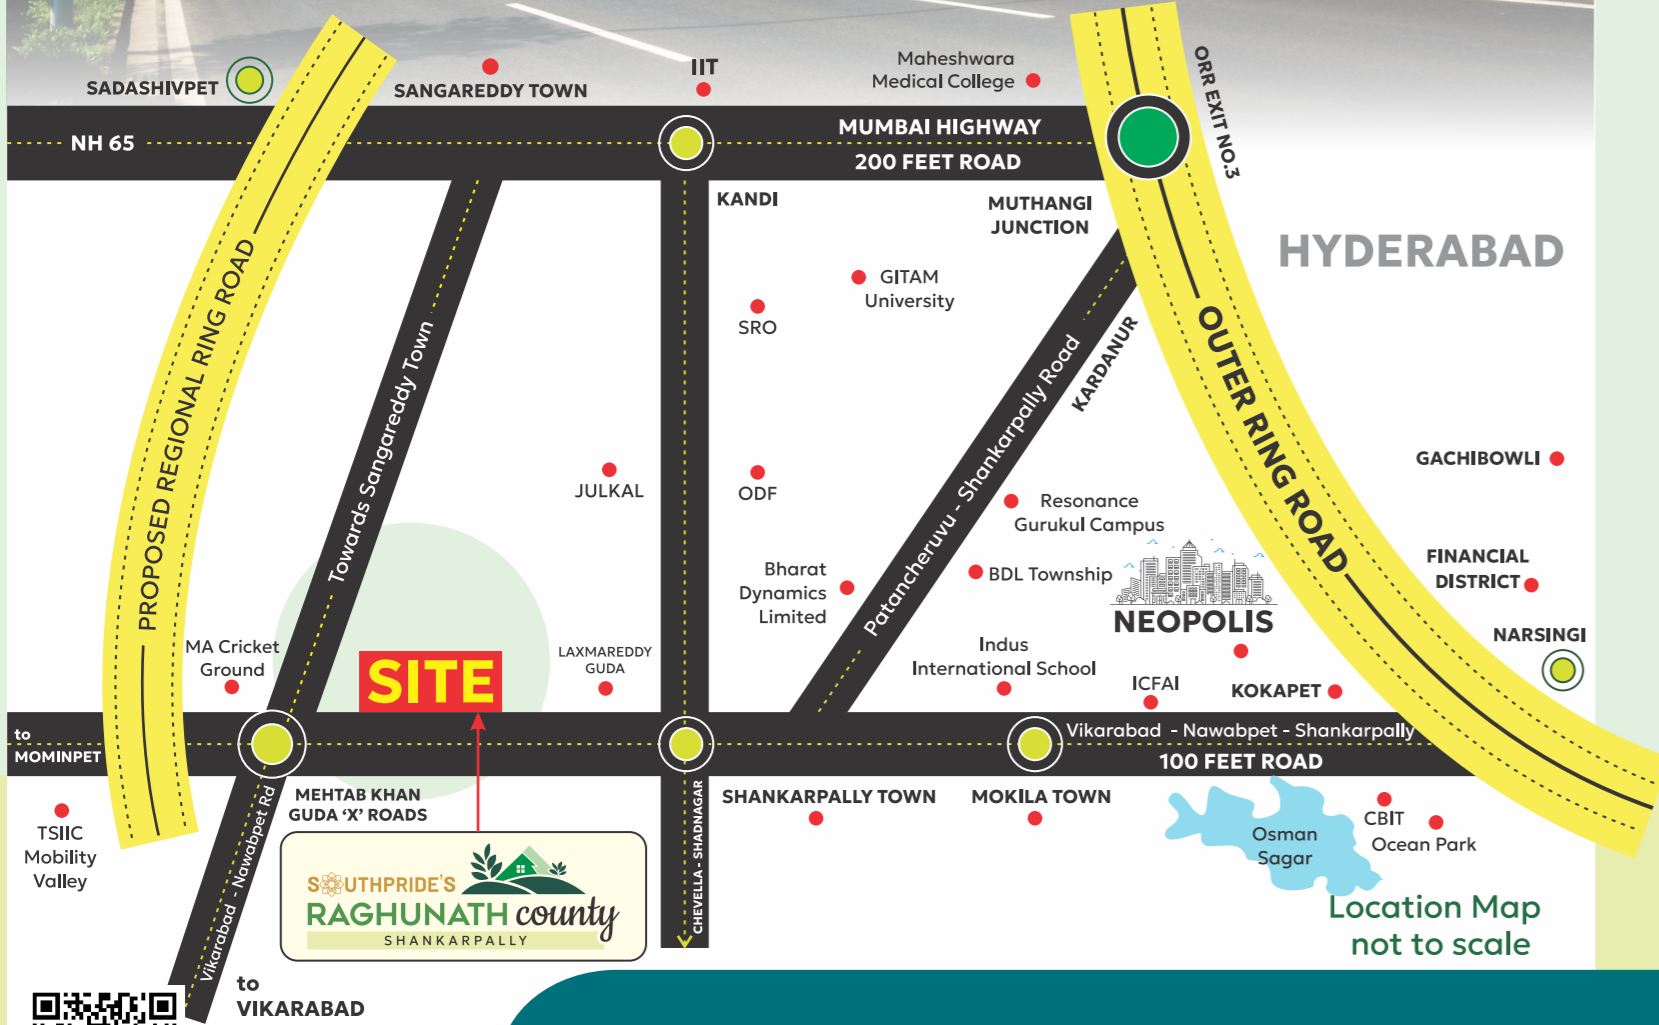 SADASHIVPET
SANGAREDDY TOWN
IIT
Maheshwara
Medical College
ORR EXIT NO.3
NH 65
MUMBAI HIGHWAY
200 FEET ROAD
KANDI
MUTHANGI
JUNCTION
HYDERABAD
PROPOSED REGIONAL RING ROAD
Towards Sangareddy Town
GITAM
University
SRO
KARDANUR
Patancheruvu - Shankarpally Road
OUTER RING ROAD
JULKAL
ODF
Resonance
Gurukul Campus
GACHIBOWLI
Bharat
Dynamics
Limited
BDL Township
NEOPOLIS
FINANCIAL
DISTRICT
NARSINGI
MA Cricket
Ground
SITE
LAXMAREDDY
GUDA
Indus
International School
ICFAI
KOKAPET
to
MOMINPET
Vikarabad - Nawabpet - Shankarpally
100 FEET ROAD
MEHTAB KHAN
GUDA ‘X’ ROADS
SHANKARPALLY TOWN
MOKILA TOWN
TSIIC
Mobility
Valley
Vikarabad - Nawabpet Rd
CHEVELLA - SHADNAGAR
Osman
Sagar
CBIT
Ocean Park
SOUTHPRIDE'S
RAGHUNATH county
SHANKARPALLY
Location Map
not to scale
to
VIKARABAD